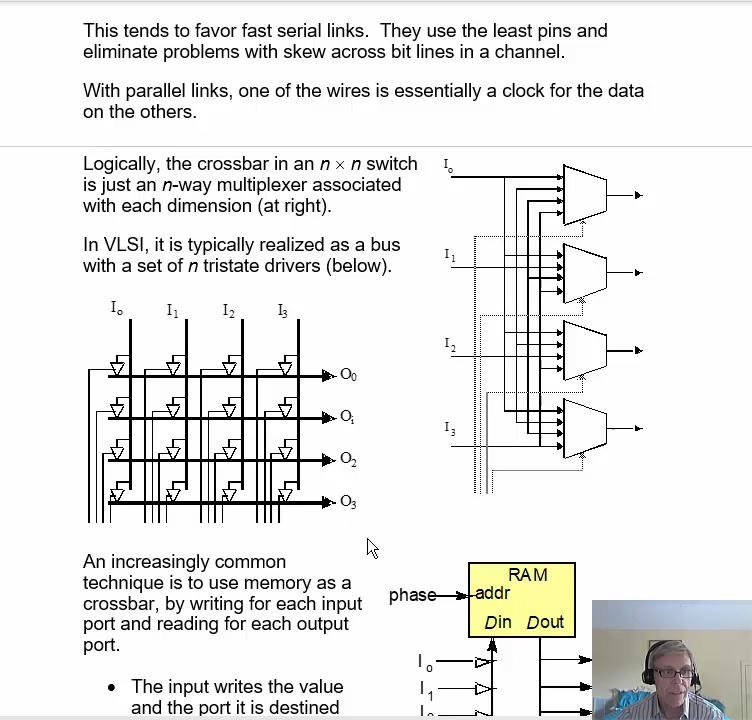 This tends to favor fast serial links. They use the least pins and
eliminate problems with skew across bit lines in a channel.
With parallel links, one of the wires is essentially a clock for the data
on the others.
Logically, the crossbar in an n × n switch
is just an n-way multiplexer associated
with each dimension (at right).
In VLSI, it is typically realized as a bus
with a set of n tristate drivers (below).
I₀ I₁ I₂ I₃
O₀
O₁
O₂
O₃
I₀
I₁
I₂
I₃
An increasingly common
technique is to use memory as a
crossbar, by writing for each input
port and reading for each output
port.
• The input writes the value
and the port it is destined
RAM
phase addr
Din Dout
I₀
I₁